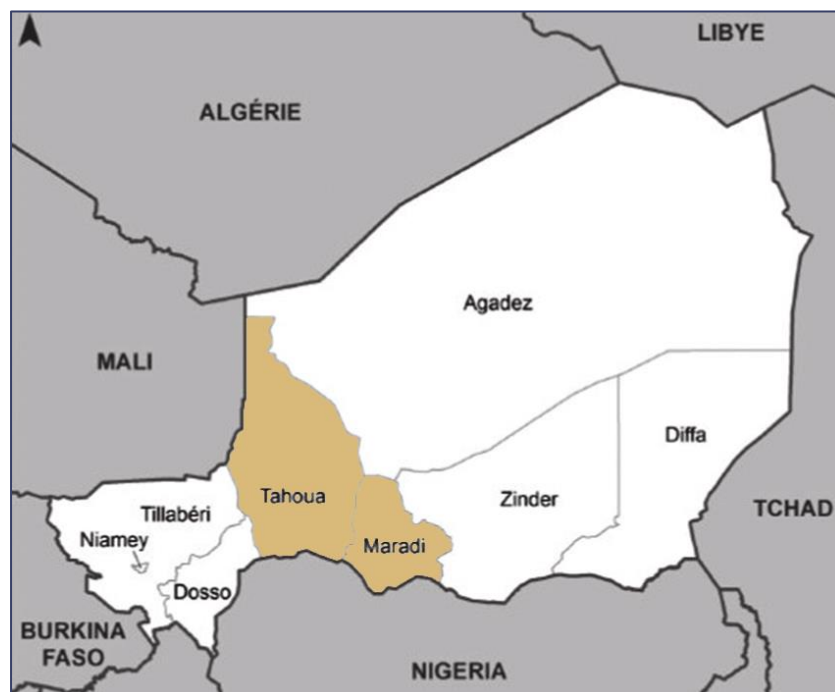 LIBYE
ALGÉRIE
Agadez
MALI
Diffa
Tahoua
Zinder
TCHAD
Tillabéri
Niamey
Maradi
Dosso
BURKINA
FASO
NIGERIA